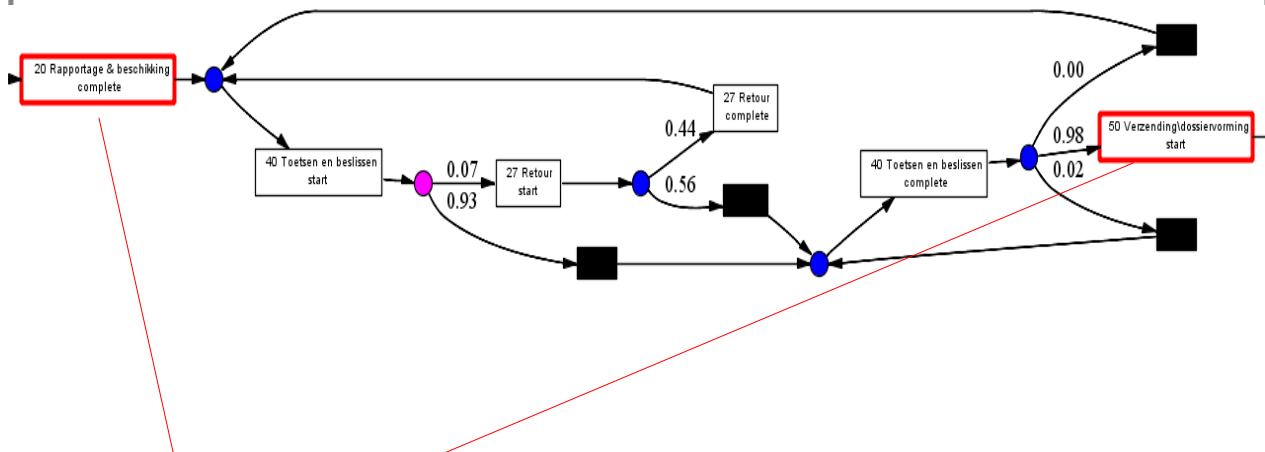 20 Rapportage & beschikking
complete
40 Toetsen en beslissen
start
0.07
0.93
27 Retour
start
0.44
0.56
27 Retour
complete
40 Toetsen en beslissen
complete
0.00
0.98
0.02
50 Verzending\dossiervorming
start